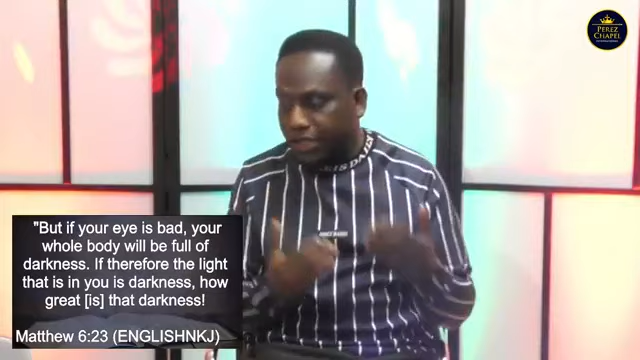 PEREZ
CHAPEL
"But if your eye is bad, your
whole body will be full of
darkness. If therefore the light
that is in you is darkness, how
great [is] that darkness!
Matthew 6:23 (ENGLISHNKJ)